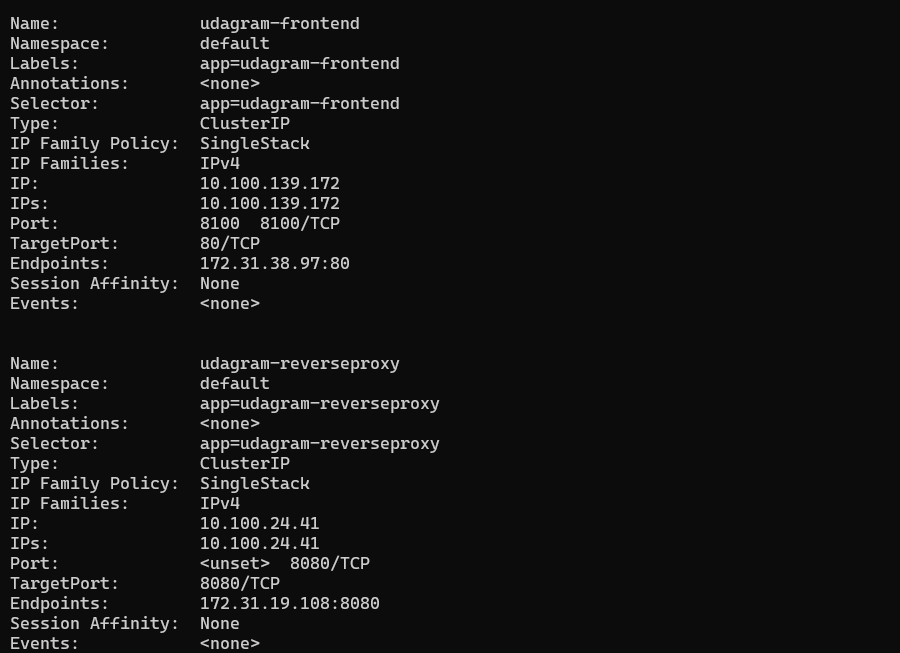 Name:              udagram-frontend
Namespace:         default
Labels:            app=udagram-frontend
Annotations:       <none>
Selector:          app=udagram-frontend
Type:              ClusterIP
IP Family Policy:  SingleStack
IP Families:       IPv4
IP:                10.100.139.172
IPs:               10.100.139.172
Port:              8100  8100/TCP
TargetPort:        80/TCP
Endpoints:         172.31.38.97:80
Session Affinity:  None
Events:            <none>
Name:              udagram-reverseproxy
Namespace:         default
Labels:            app=udagram-reverseproxy
Annotations:       <none>
Selector:          app=udagram-reverseproxy
Type:              ClusterIP
IP Family Policy:  SingleStack
IP Families:       IPv4
IP:                10.100.24.41
IPs:               10.100.24.41
Port:              <unset>  8080/TCP
TargetPort:        8080/TCP
Endpoints:         172.31.19.108:8080
Session Affinity:  None
Events:            <none>